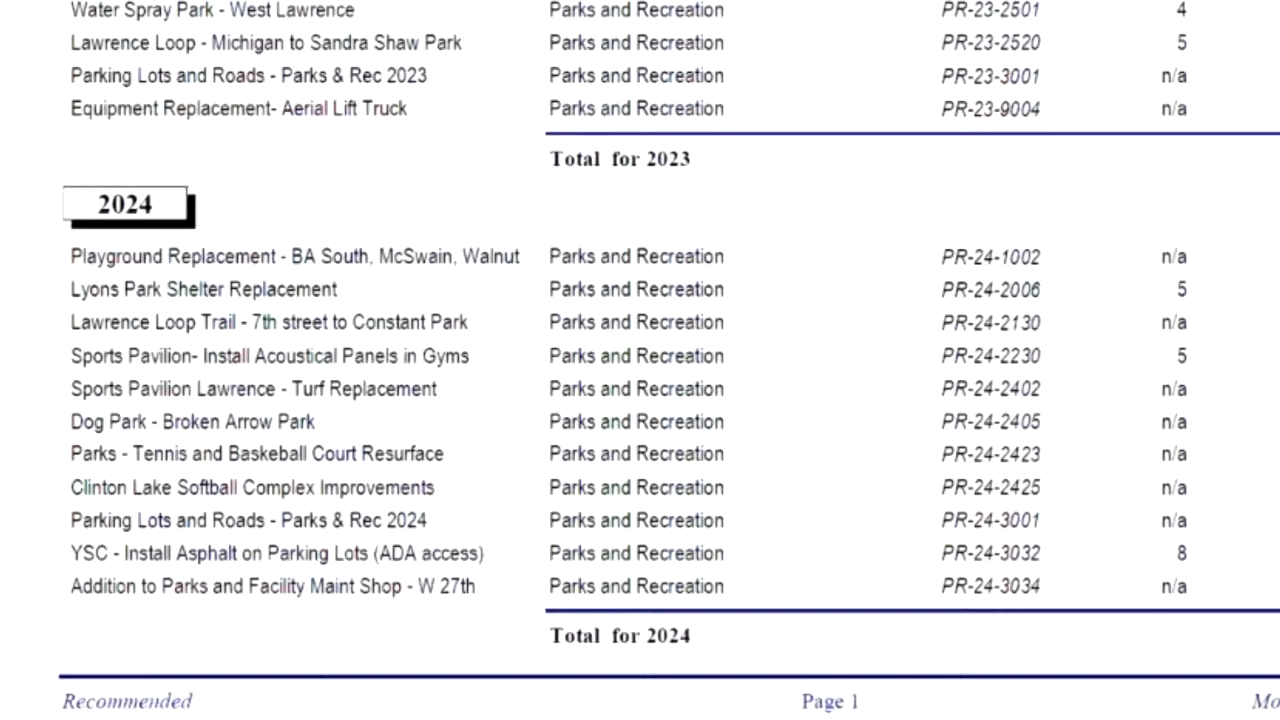 Water Spray Park - West Lawrence Parks and Recreation PR-23-2501 4
Lawrence Loop - Michigan to Sandra Shaw Park Parks and Recreation PR-23-2520 5
Parking Lots and Roads - Parks & Rec 2023 Parks and Recreation PR-23-3001 n/a
Equipment Replacement- Aerial Lift Truck Parks and Recreation PR-23-9004 n/a
Total for 2023
2024
Playground Replacement - BA South, McSwain, Walnut Parks and Recreation PR-24-1002 n/a
Lyons Park Shelter Replacement Parks and Recreation PR-24-2006 5
Lawrence Loop Trail - 7th street to Constant Park Parks and Recreation PR-24-2130 n/a
Sports Pavilion- Install Acoustical Panels in Gyms Parks and Recreation PR-24-2230 5
Sports Pavilion Lawrence - Turf Replacement Parks and Recreation PR-24-2402 n/a
Dog Park - Broken Arrow Park Parks and Recreation PR-24-2405 n/a
Parks - Tennis and Baskeball Court Resurface Parks and Recreation PR-24-2423 n/a
Clinton Lake Softball Complex Improvements Parks and Recreation PR-24-2425 n/a
Parking Lots and Roads - Parks & Rec 2024 Parks and Recreation PR-24-3001 n/a
YSC - Install Asphalt on Parking Lots (ADA access) Parks and Recreation PR-24-3032 8
Addition to Parks and Facility Maint Shop - W 27th Parks and Recreation PR-24-3034 n/a
Total for 2024
Recommended Page 1